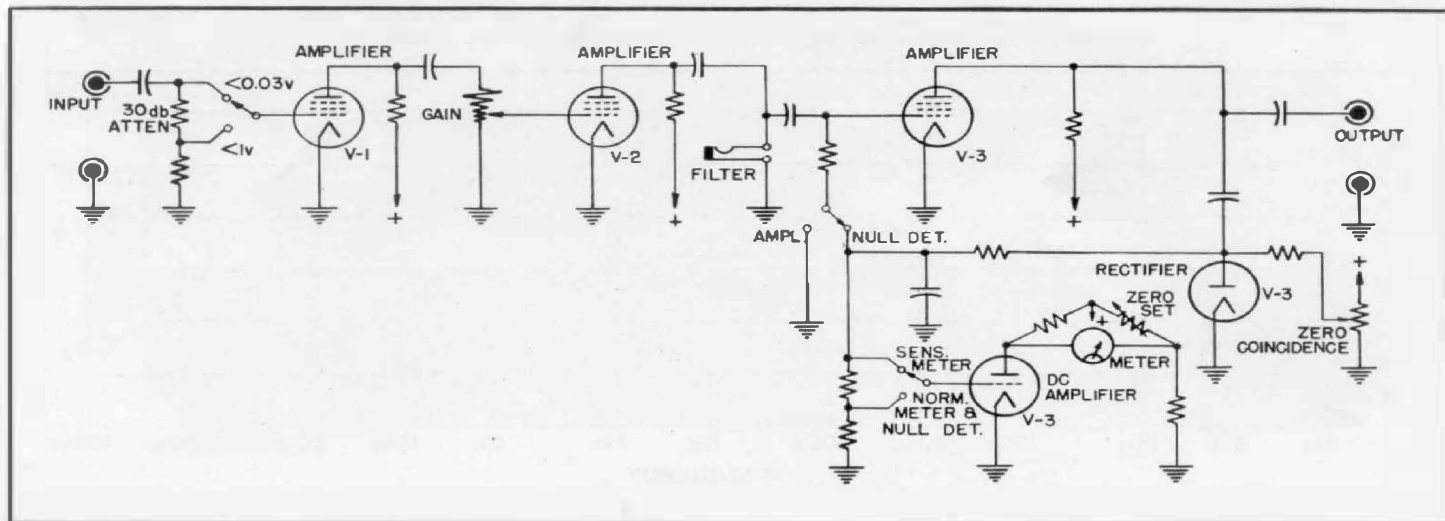 AMPLIFIER
AMPLIFIER
AMPLIFIER
INPUT
<0.03v
30db
ATTEN
<1v
V-1
GAIN
V-2
FILTER
V-3
OUTPUT
AMPL
NULL DET.
RECTIFIER
V-3
ZERO
SET
ZERO
COINCIDENCE
SENS.
METER
METER
DC
AMPLIFIER
V-3
NORM.
METER &
NULL DET.
+
+
+
+
+